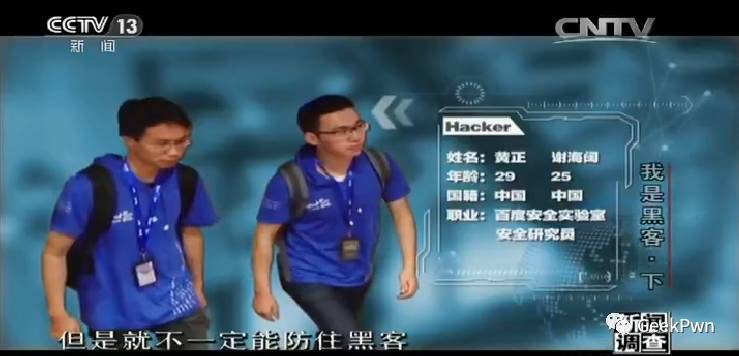 CCTV 13
新闻
CNTV
Hacker
姓名: 黄正 谢海阔
年龄: 29 25
国籍: 中国 中国
职业: 百度安全实验室
安全研究员
我是黑客·下
但是就不一定能防住黑客
新闻
调查
GeekPwn